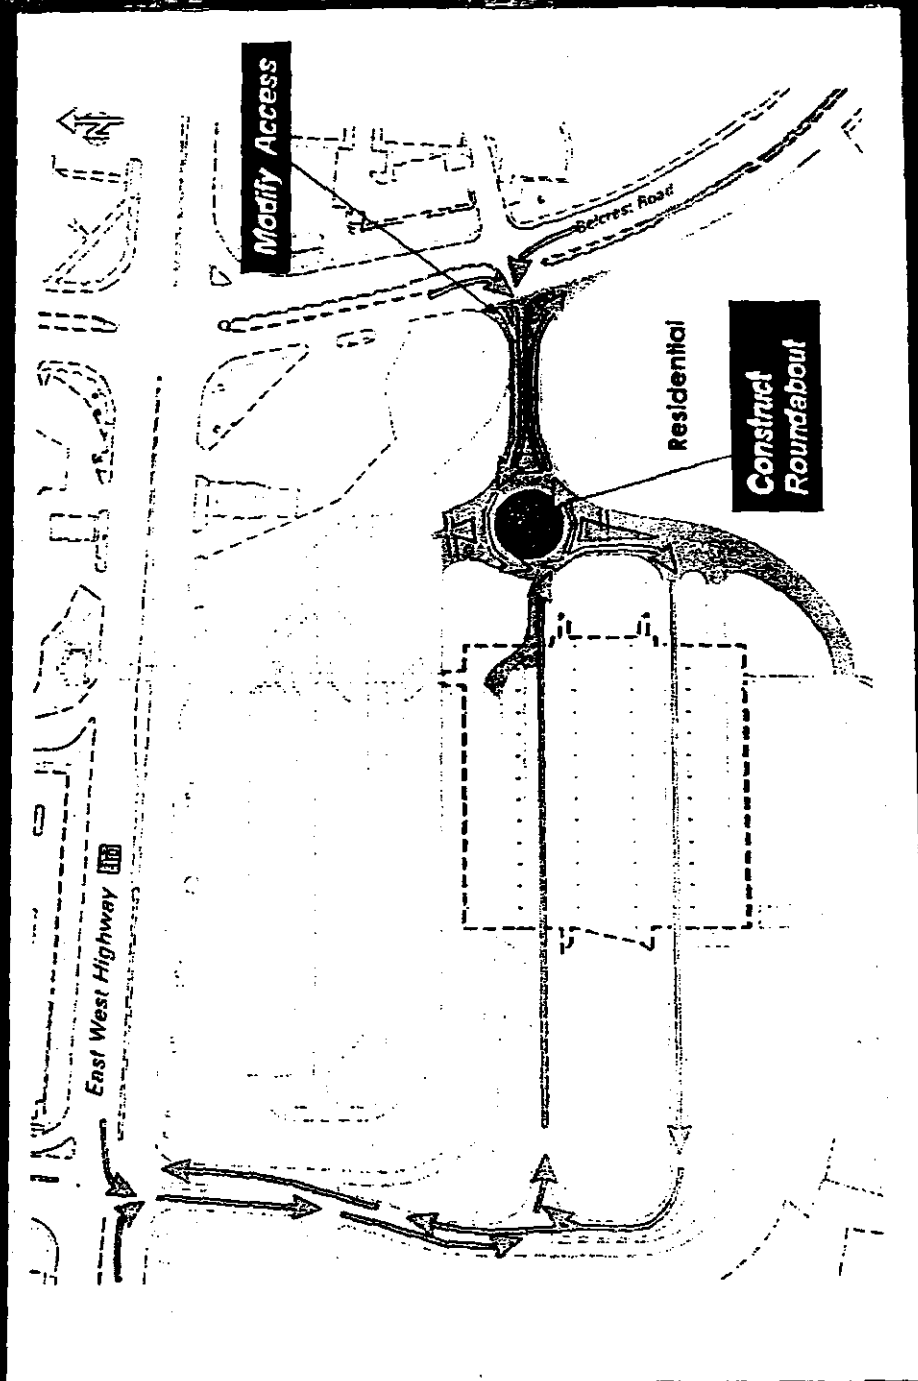 Modify Access
Belcrest Road
Residential
Construct
Roundabout
East West Highway
N